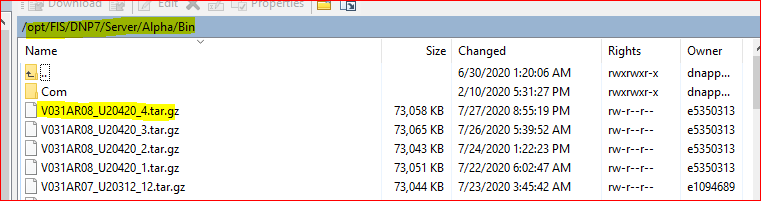 Download Edit Properties
/opt/FIS/DNP7/Server/Alpha/Bin
Name Size Changed Rights Owner
.. 6/30/2020 1:20:06 AM rwxrwxr-x dnapp...
Com 2/10/2020 5:31:27 PM rwxrwxr-x e5350313
V031AR08_U20420_4.tar.gz 73,058 KB 7/27/2020 8:55:19 PM rw-r--r-- e5350313
V031AR08_U20420_3.tar.gz 73,065 KB 7/26/2020 5:39:52 AM rw-r--r-- e5350313
V031AR08_U20420_2.tar.gz 73,043 KB 7/24/2020 1:22:23 PM rw-r--r-- e5350313
V031AR08_U20420_1.tar.gz 73,051 KB 7/22/2020 6:02:47 AM rw-r--r-- e5350313
V031AR07_U20312_12.tar.gz 73,044 KB 7/23/2020 3:45:42 AM rw-r--r-- e1094689